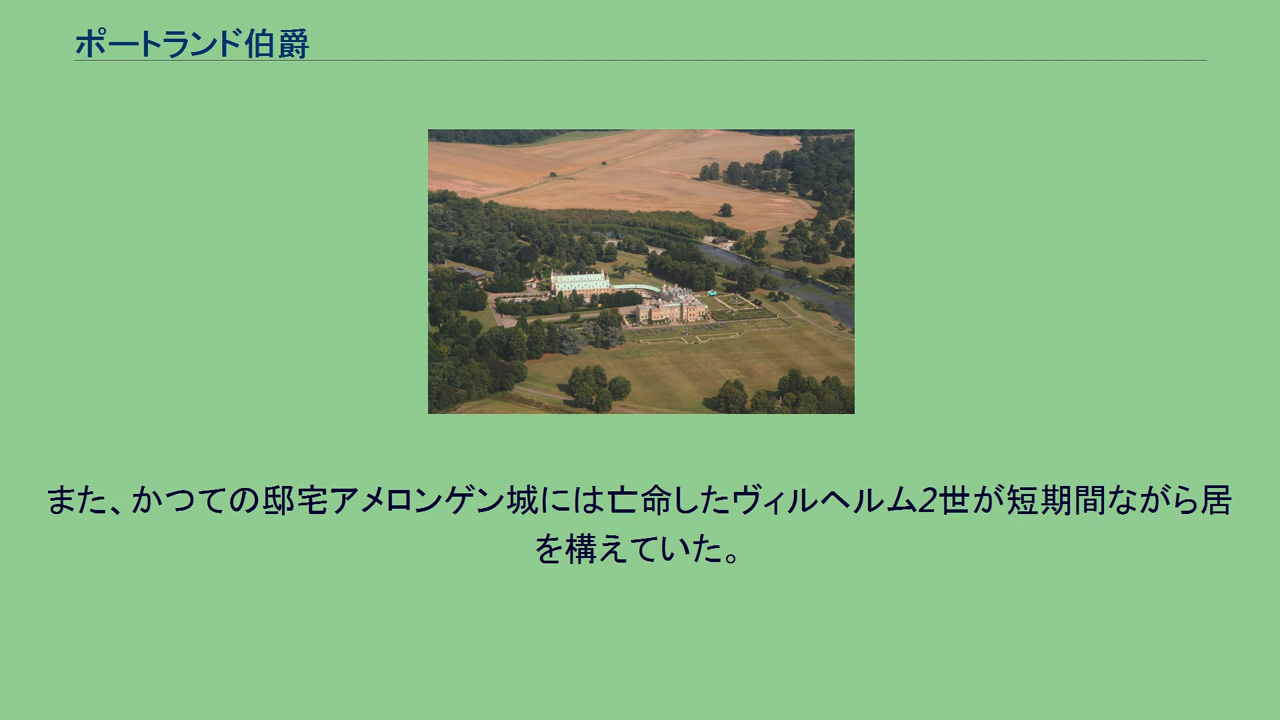 ポートランド伯爵
また、かつての邸宅アメロンゲン城には亡命したヴィルヘルム2世が短期間ながら居
を構えていた。